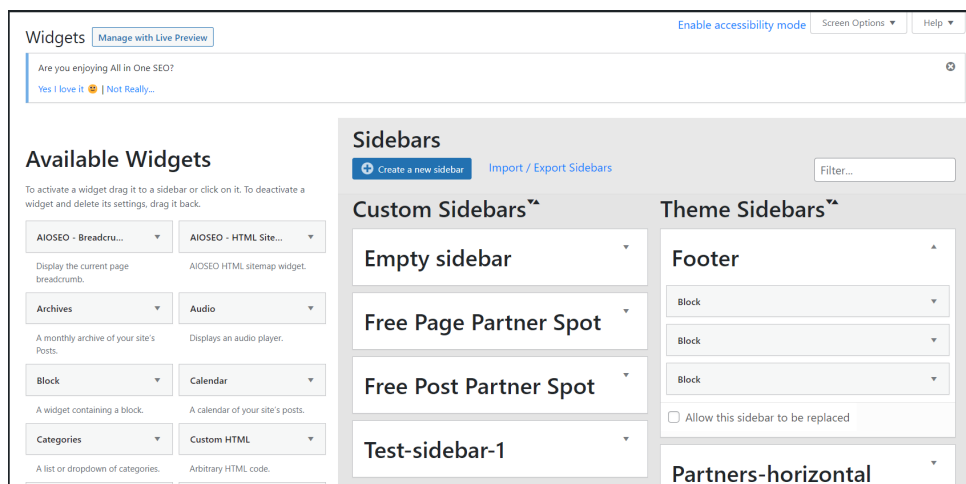 Enable accessibility mode
Screen Options
Help
Widgets
Manage with Live Preview
Are you enjoying All in One SEO?
Yes I love it 🙂 | Not Really...
Available Widgets
To activate a widget drag it to a sidebar or click on it. To deactivate a
widget and delete its settings, drag it back.
AIOSEO - Breadcru...
AIOSEO - HTML Site...
Display the current page
breadcrumb.
AIOSEO HTML sitemap widget.
Archives
Audio
A monthly archive of your site's
Posts.
Displays an audio player.
Block
Calendar
A widget containing a block.
A calendar of your site's posts.
Categories
Custom HTML
A list or dropdown of categories.
Arbitrary HTML code.
Sidebars
Create a new sidebar
Import / Export Sidebars
Filter...
Custom Sidebars
Empty sidebar
Free Page Partner Spot
Free Post Partner Spot
Test-sidebar-1
Theme Sidebars
Footer
Block
Block
Block
Allow this sidebar to be replaced
Partners-horizontal